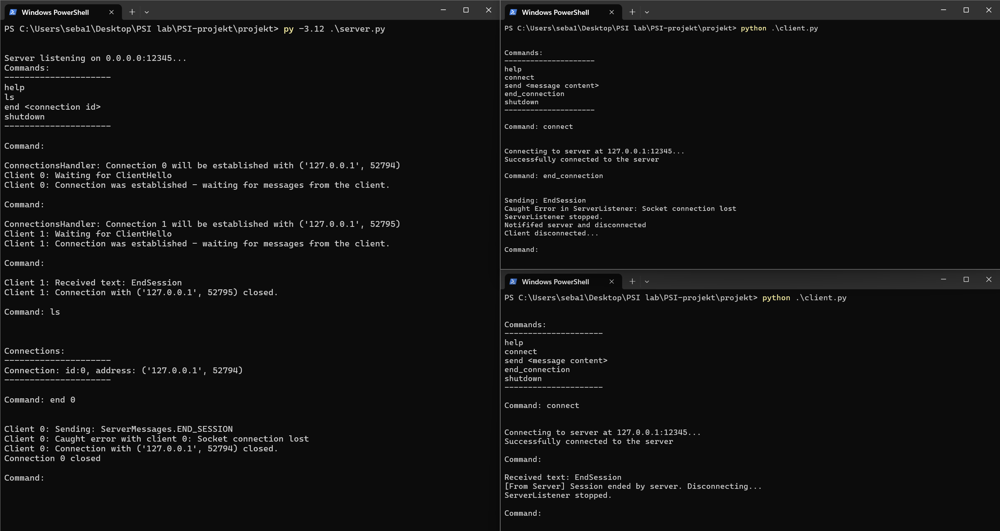 Windows PowerShell
PS C:\Users\seba1\Desktop\PSI lab\PSI-projekt\projekt> py -3.12 .\server.py
Server listening on 0.0.0.0:12345...
Commands:
---------------------
help
ls
end <connection id>
shutdown
---------------------
Command:
ConnectionsHandler: Connection 0 will be established with ('127.0.0.1', 52794)
Client 0: Waiting for ClientHello
Client 0: Connection was established - waiting for messages from the client.
Command:
ConnectionsHandler: Connection 1 will be established with ('127.0.0.1', 52795)
Client 1: Waiting for ClientHello
Client 1: Connection was established - waiting for messages from the client.
Command:
Client 1: Received text: EndSession
Client 1: Connection with ('127.0.0.1', 52795) closed.
Command: ls
Connections:
---------------------
Connection: id:0, address: ('127.0.0.1', 52794)
---------------------
Command: end 0
Client 0: Sending: ServerMessages.END_SESSION
Client 0: Caught error with client 0: Socket connection lost
Client 0: Connection with ('127.0.0.1', 52794) closed.
Connection 0 closed
Command:
Windows PowerShell
PS C:\Users\seba1\Desktop\PSI lab\PSI-projekt\projekt> python .\client.py
Commands:
---------------------
help
connect
send <message content>
end_connection
shutdown
---------------------
Command: connect
Connecting to server at 127.0.0.1:12345...
Successfully connected to the server
Command: end_connection
Sending: EndSession
Caught Error in ServerListener: Socket connection lost
ServerListener stopped.
Notififed server and disconnected
Client disconnected...
Command:
Windows PowerShell
PS C:\Users\seba1\Desktop\PSI lab\PSI-projekt\projekt> python .\client.py
Commands:
---------------------
help
connect
send <message content>
end_connection
shutdown
---------------------
Command: connect
Connecting to server at 127.0.0.1:12345...
Successfully connected to the server
Command:
Received text: EndSession
[From Server] Session ended by server. Disconnecting...
ServerListener stopped.
Command: